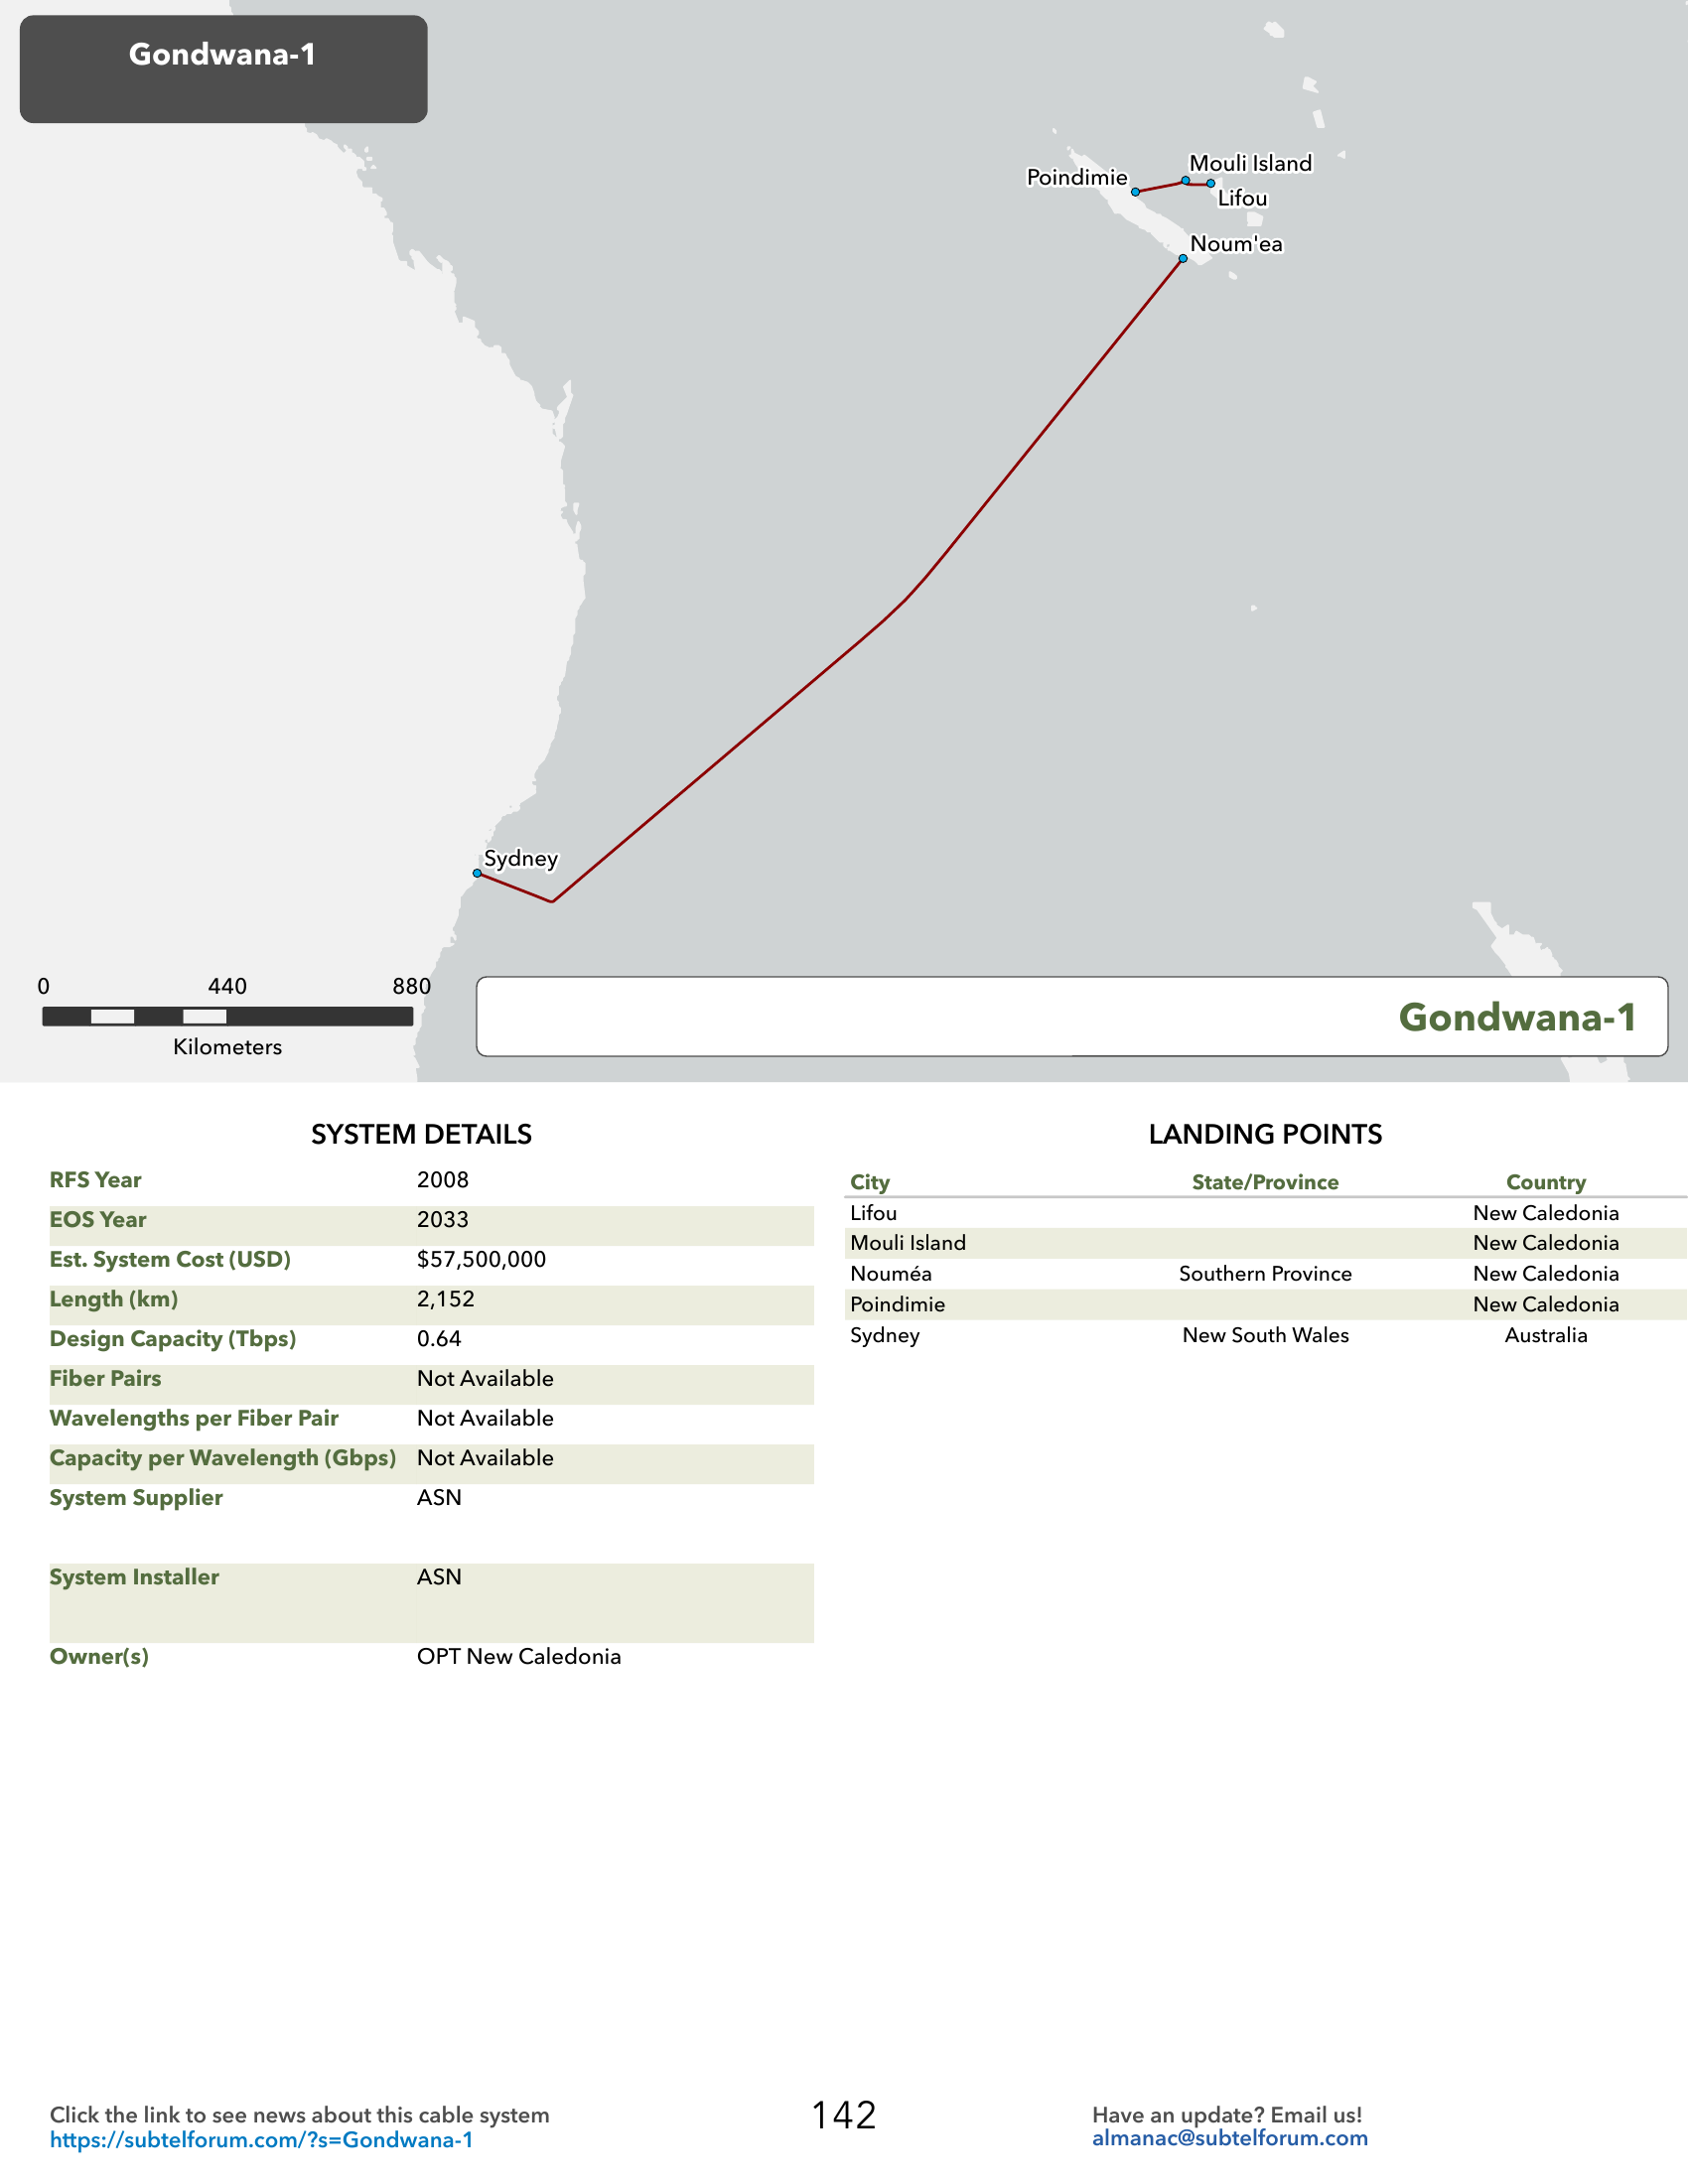 Gondwana-1
Mouli Island
Poindimie
Lifou
Noum'ea
Sydney
0 440 880
Kilometers
Gondwana-1
SYSTEM DETAILS
RFS Year 2008
EOS Year 2033
Est. System Cost (USD) $57,500,000
Length (km) 2,152
Design Capacity (Tbps) 0.64
Fiber Pairs Not Available
Wavelengths per Fiber Pair Not Available
Capacity per Wavelength (Gbps) Not Available
System Supplier ASN
System Installer ASN
Owner(s) OPT New Caledonia
LANDING POINTS
City State/Province Country
Lifou New Caledonia
Mouli Island New Caledonia
Nouméa Southern Province New Caledonia
Poindimie New Caledonia
Sydney New South Wales Australia
Click the link to see news about this cable system
https://subtelforum.com/?s=Gondwana-1
142
Have an update? Email us!
almanac@subtelforum.com